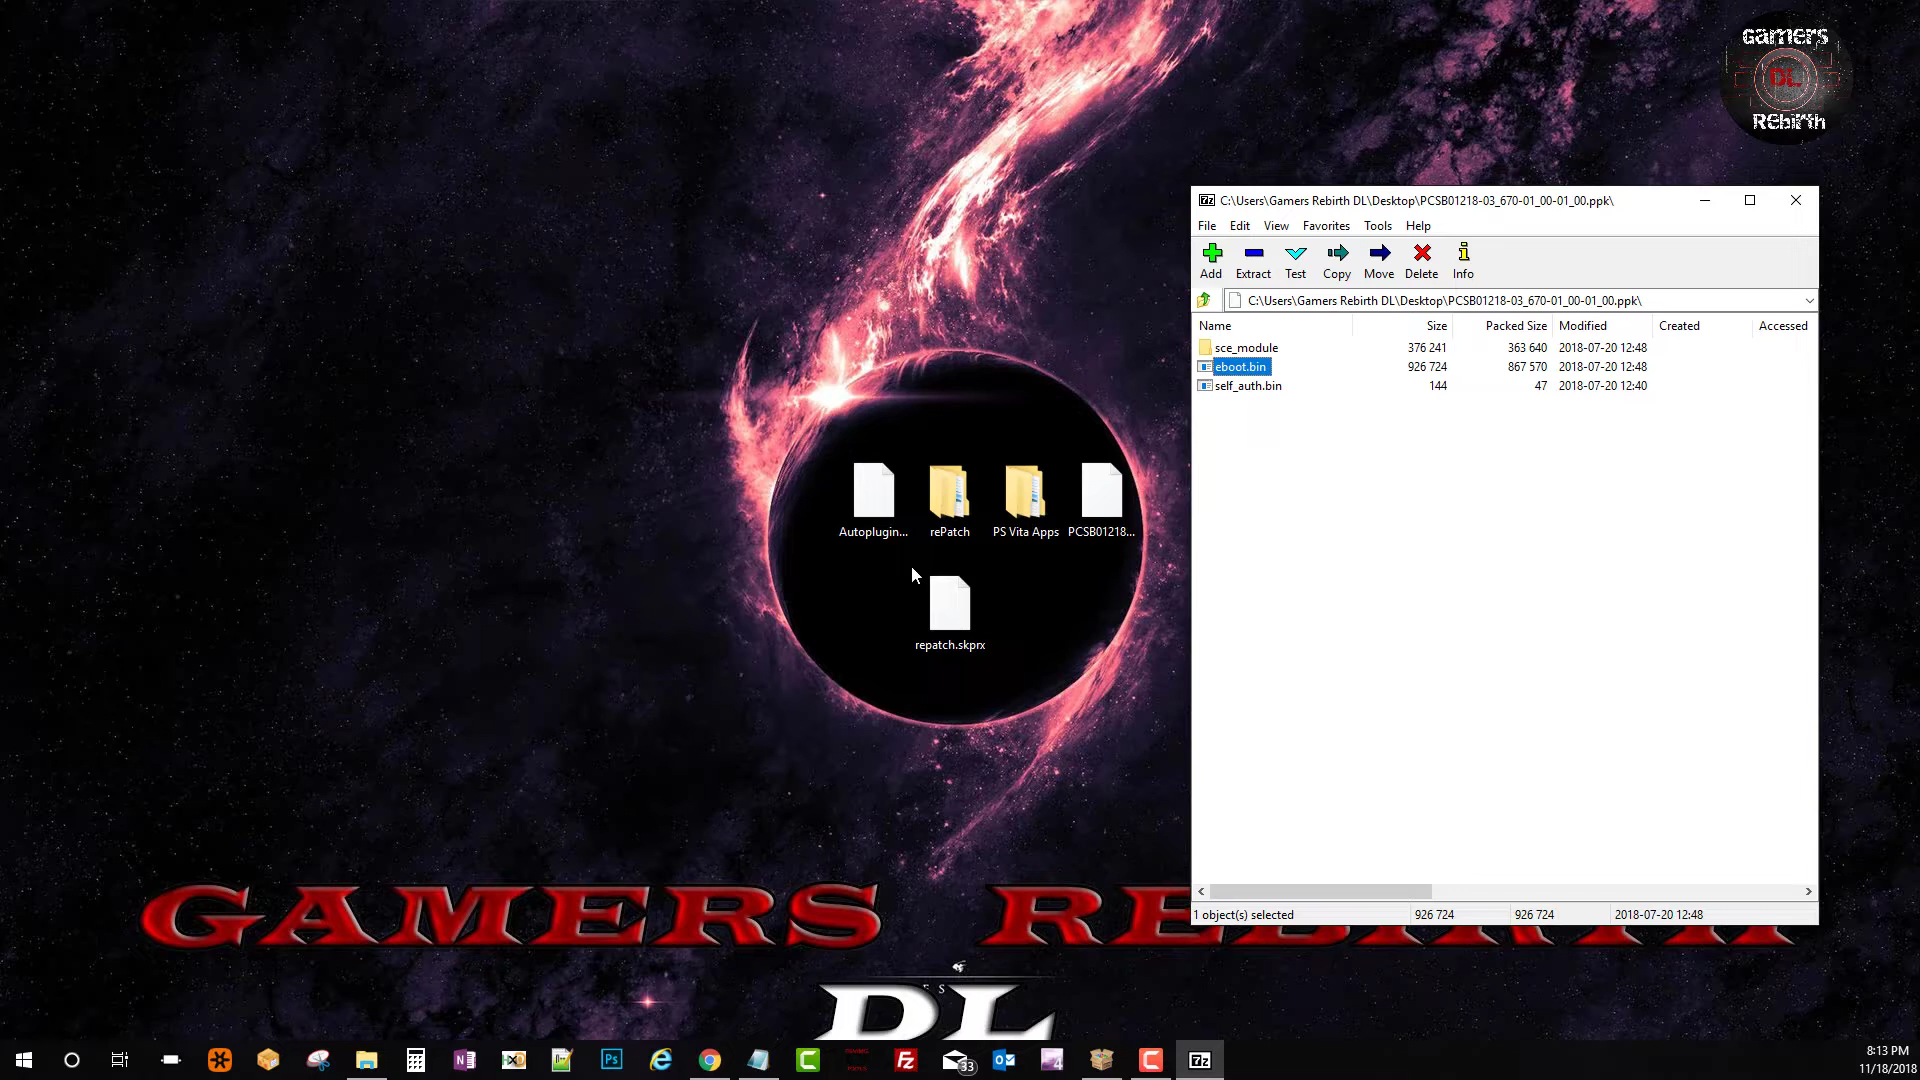 Gamers
DL
REbirth
C:\Users\Gamers Rebirth DL\Desktop\PCSB01218-03_670-01_00-01_00.ppk\
File Edit View Favorites Tools Help
Add Extract Test Copy Move Delete Info
C:\Users\Gamers Rebirth DL\Desktop\PCSB01218-03_670-01_00-01_00.ppk\
Name Size Packed Size Modified Created Accessed
sce_module 376 241 363 640 2018-07-20 12:48
eboot.bin 926 724 867 570 2018-07-20 12:48
self_auth.bin 144 47 2018-07-20 12:40
Autoplugin... rePatch PS Vita Apps PCSB01218...
repatch.skprx
1 object(s) selected 926 724 926 724 2018-07-20 12:48
GAMERS REBIRTH
DL
33
8:13 PM
11/18/2018